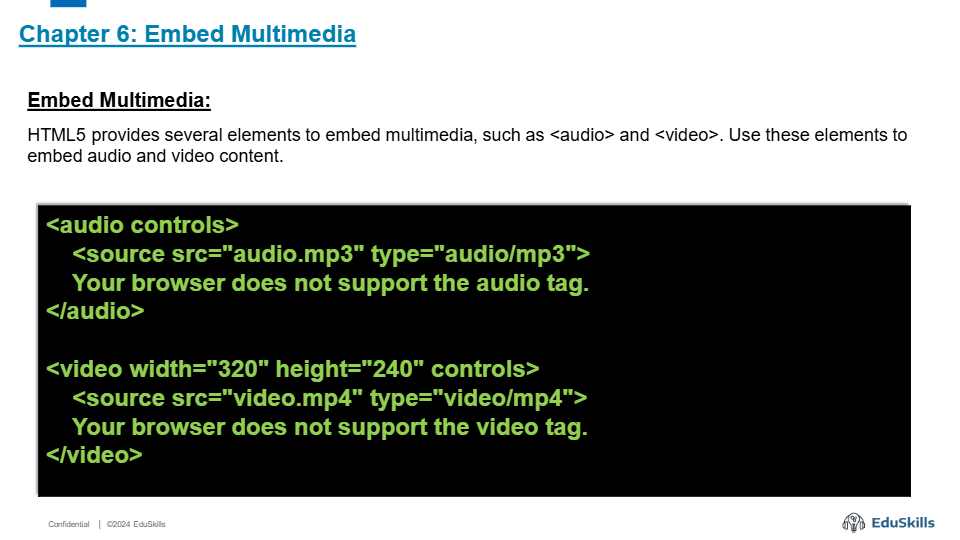 Chapter 6: Embed Multimedia
Embed Multimedia:
HTML5 provides several elements to embed multimedia, such as <audio> and <video>. Use these elements to
embed audio and video content.
<audio controls>
<source src="audio.mp3" type="audio/mp3">
Your browser does not support the audio tag.
</audio>
<video width="320" height="240" controls>
<source src="video.mp4" type="video/mp4">
Your browser does not support the video tag.
</video>
Confidential | ©2024 EduSkills
EduSkills